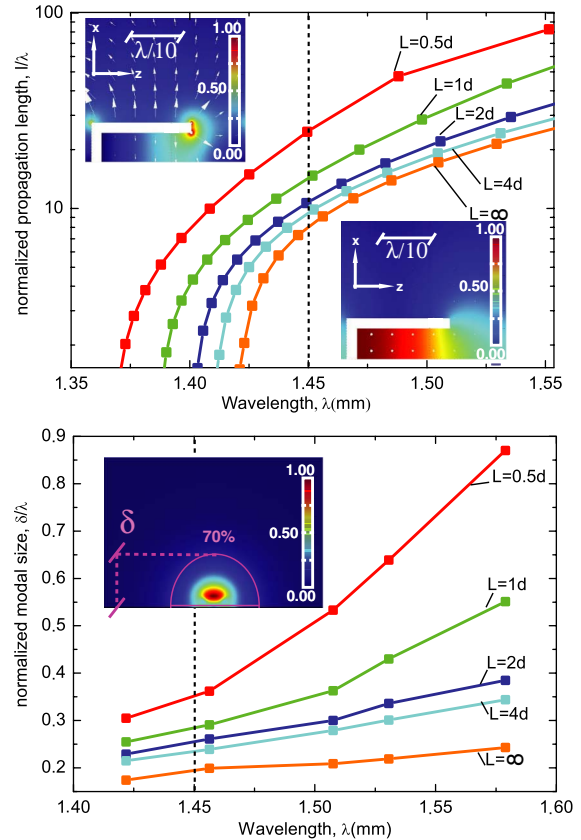 100
10
normalized propagation length, l/λ
x
z
λ/10
1.00
0.50
0.00
L=0.5d
L=1d
L=2d
L=4d
L=∞
x
z
λ/10
1.00
0.50
0.00
1.35 1.40 1.45 1.50 1.55
Wavelength, λ(mm)
0.9
0.8
0.7
0.6
0.5
0.4
0.3
0.2
normalized modal size, δ/λ
δ
70%
1.00
0.50
0.00
L=0.5d
L=1d
L=2d
L=4d
L=∞
1.40 1.45 1.50 1.55 1.60
Wavelength, λ(mm)